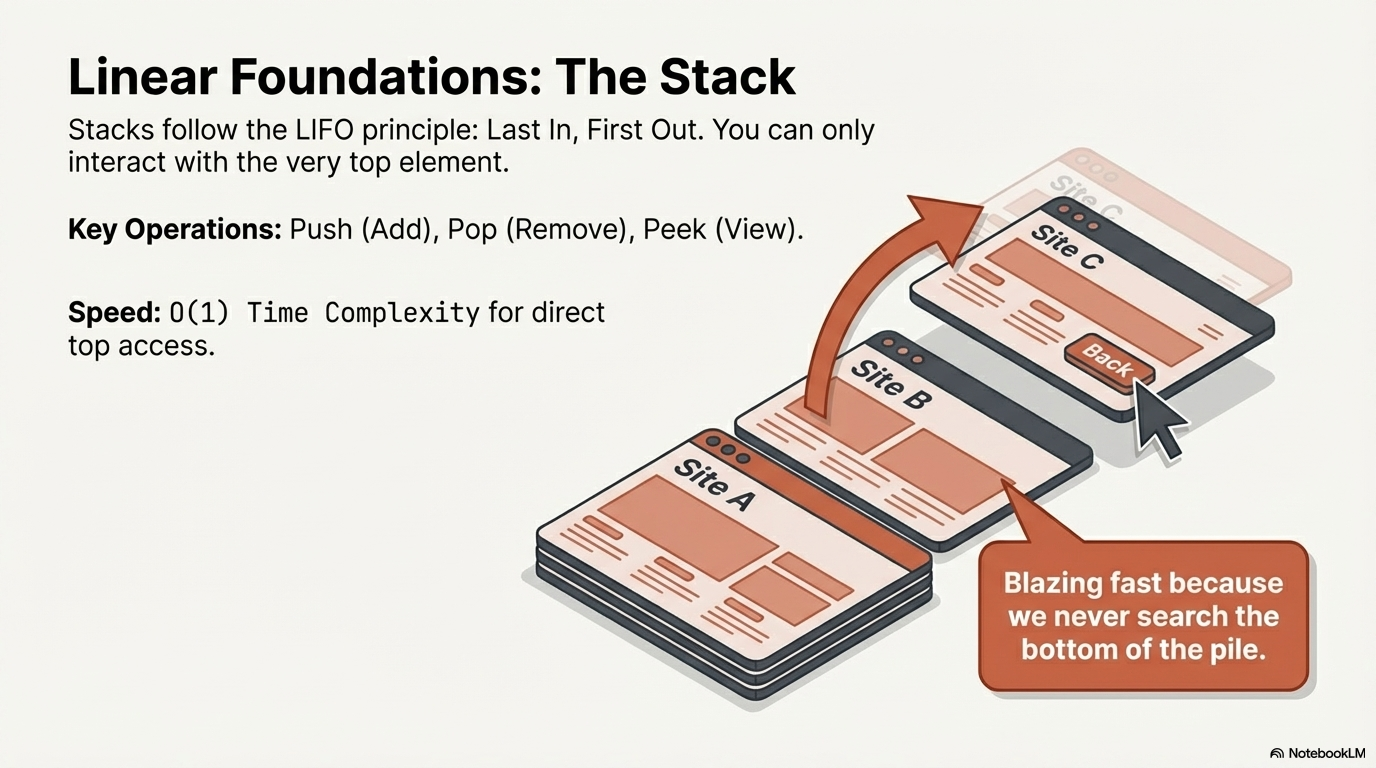 Linear Foundations: The Stack
Stacks follow the LIFO principle: Last In, First Out. You can only
interact with the very top element.
Key Operations: Push (Add), Pop (Remove), Peek (View).
Speed: O(1) Time Complexity for direct
top access.
Site C
Site C
Back
Site B
Site A
Blazing fast because
we never search the
bottom of the pile.
NotebookLM